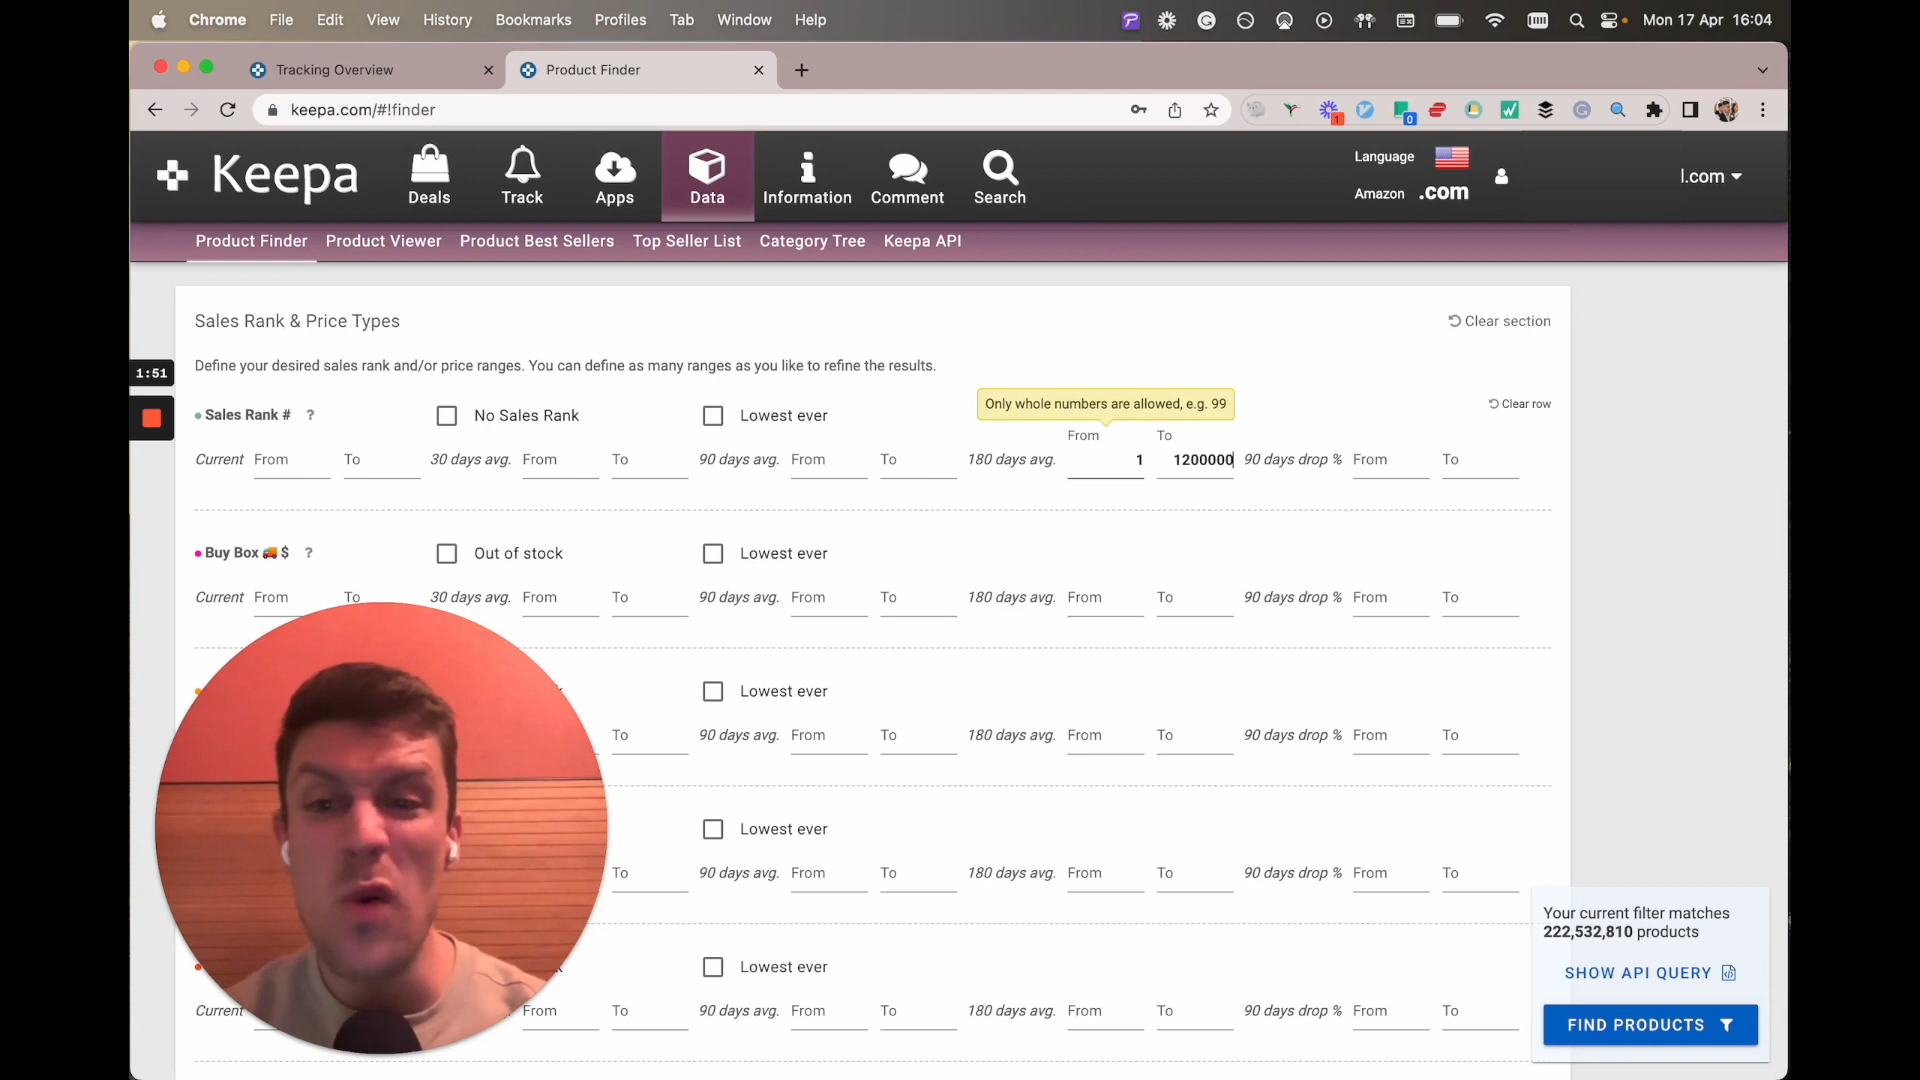 Chrome File Edit View History Bookmarks Profiles Tab Window Help Mon 17 Apr 16:04
Tracking Overview Product Finder
keepa.com/#!finder 1 0
Keepa Deals Track Apps Data Information Comment Search Language l.com
Amazon .com
Product Finder Product Viewer Product Best Sellers Top Seller List Category Tree Keepa API
Sales Rank & Price Types Clear section
1:51
Define your desired sales rank and/or price ranges. You can define as many ranges as you like to refine the results.
Only whole numbers are allowed, e.g. 99
Sales Rank # ? No Sales Rank Lowest ever Clear row
From To
Current From To 30 days avg. From To 90 days avg. From To 180 days avg. 1 1200000 90 days drop % From To
Buy Box $ ? Out of stock Lowest ever
Current From To 30 days avg. From To 90 days avg. From To 180 days avg. From To 90 days drop % From To
Lowest ever
To 90 days avg. From To 180 days avg. From To 90 days drop % From To
Lowest ever
To 90 days avg. From To 180 days avg. From To 90 days drop % From To
Lowest ever
Current From To 90 days avg. From To 180 days avg. From To
Your current filter matches
222,532,810 products
SHOW API QUERY
FIND PRODUCTS